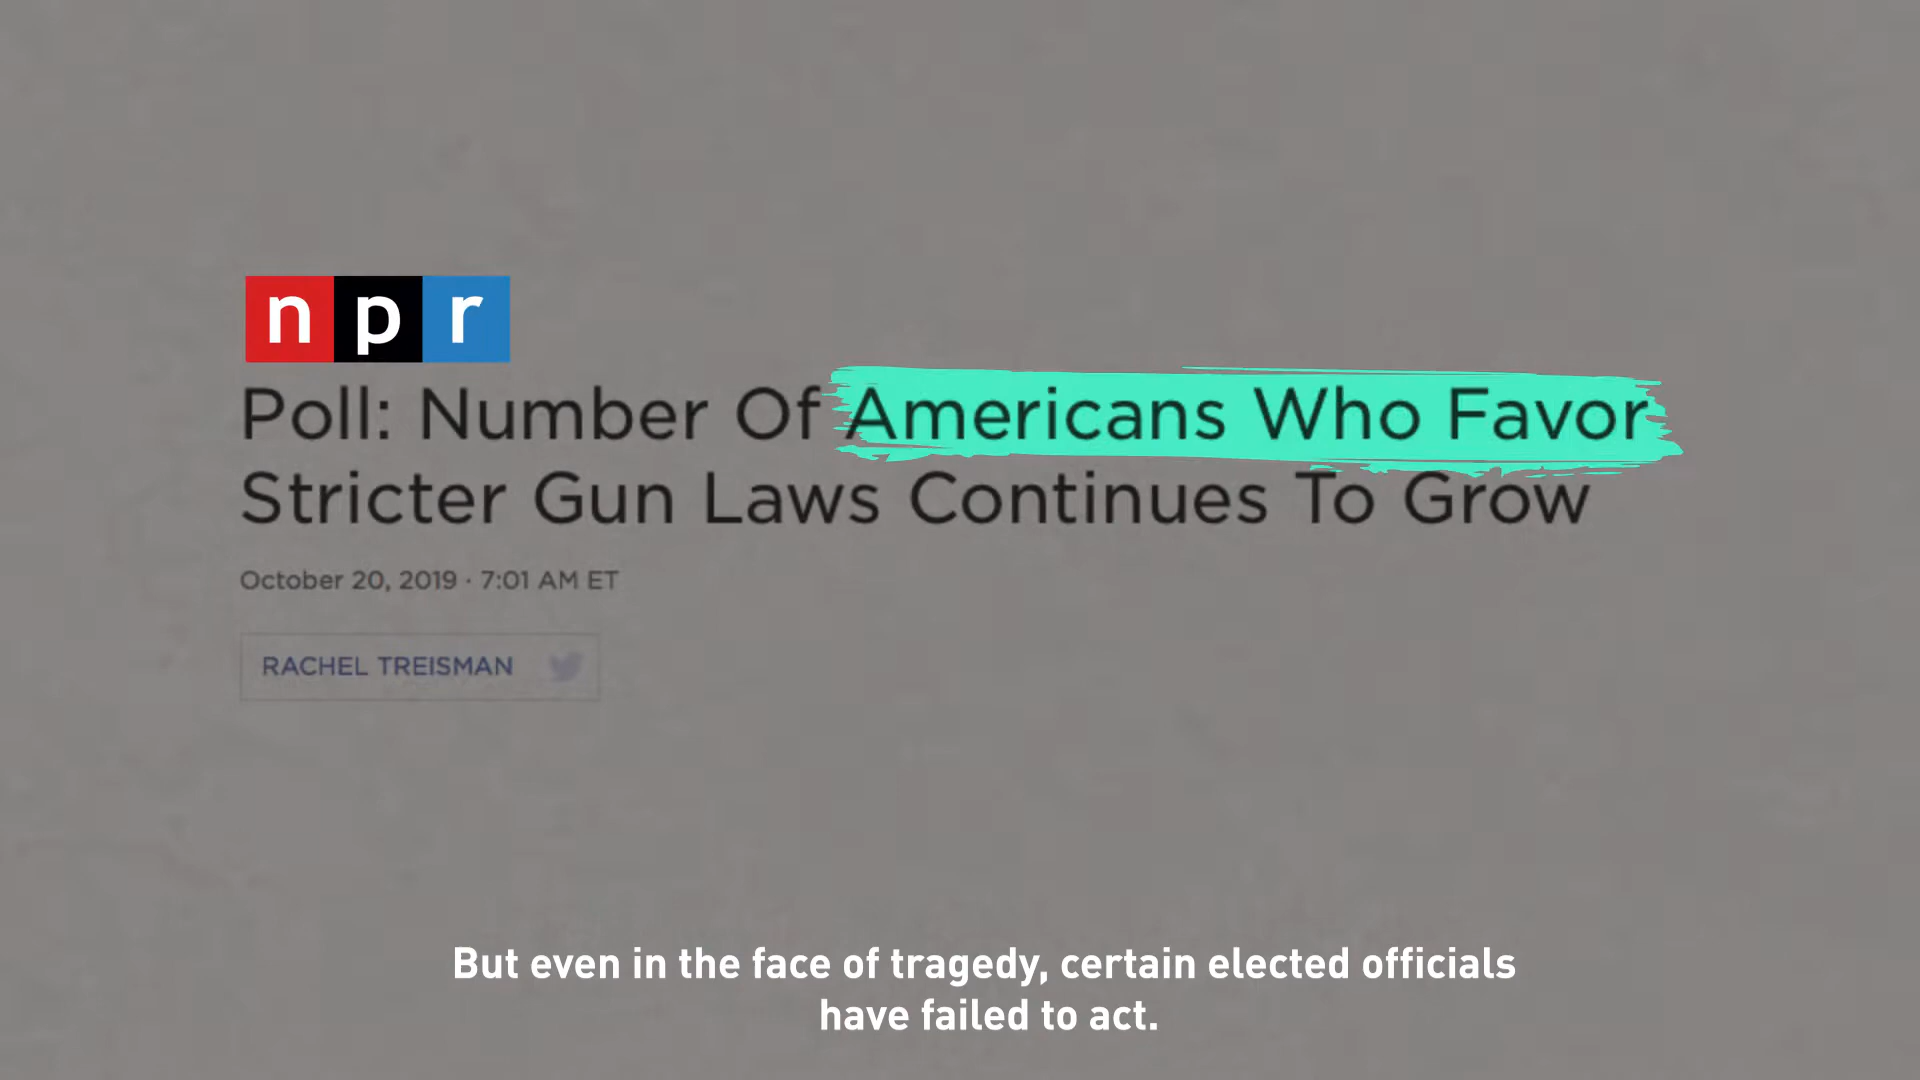 npr
Poll: Number Of Americans Who Favor
Stricter Gun Laws Continues To Grow
October 20, 2019 · 7:01 AM ET
RACHEL TREISMAN
But even in the face of tragedy, certain elected officials
have failed to act.